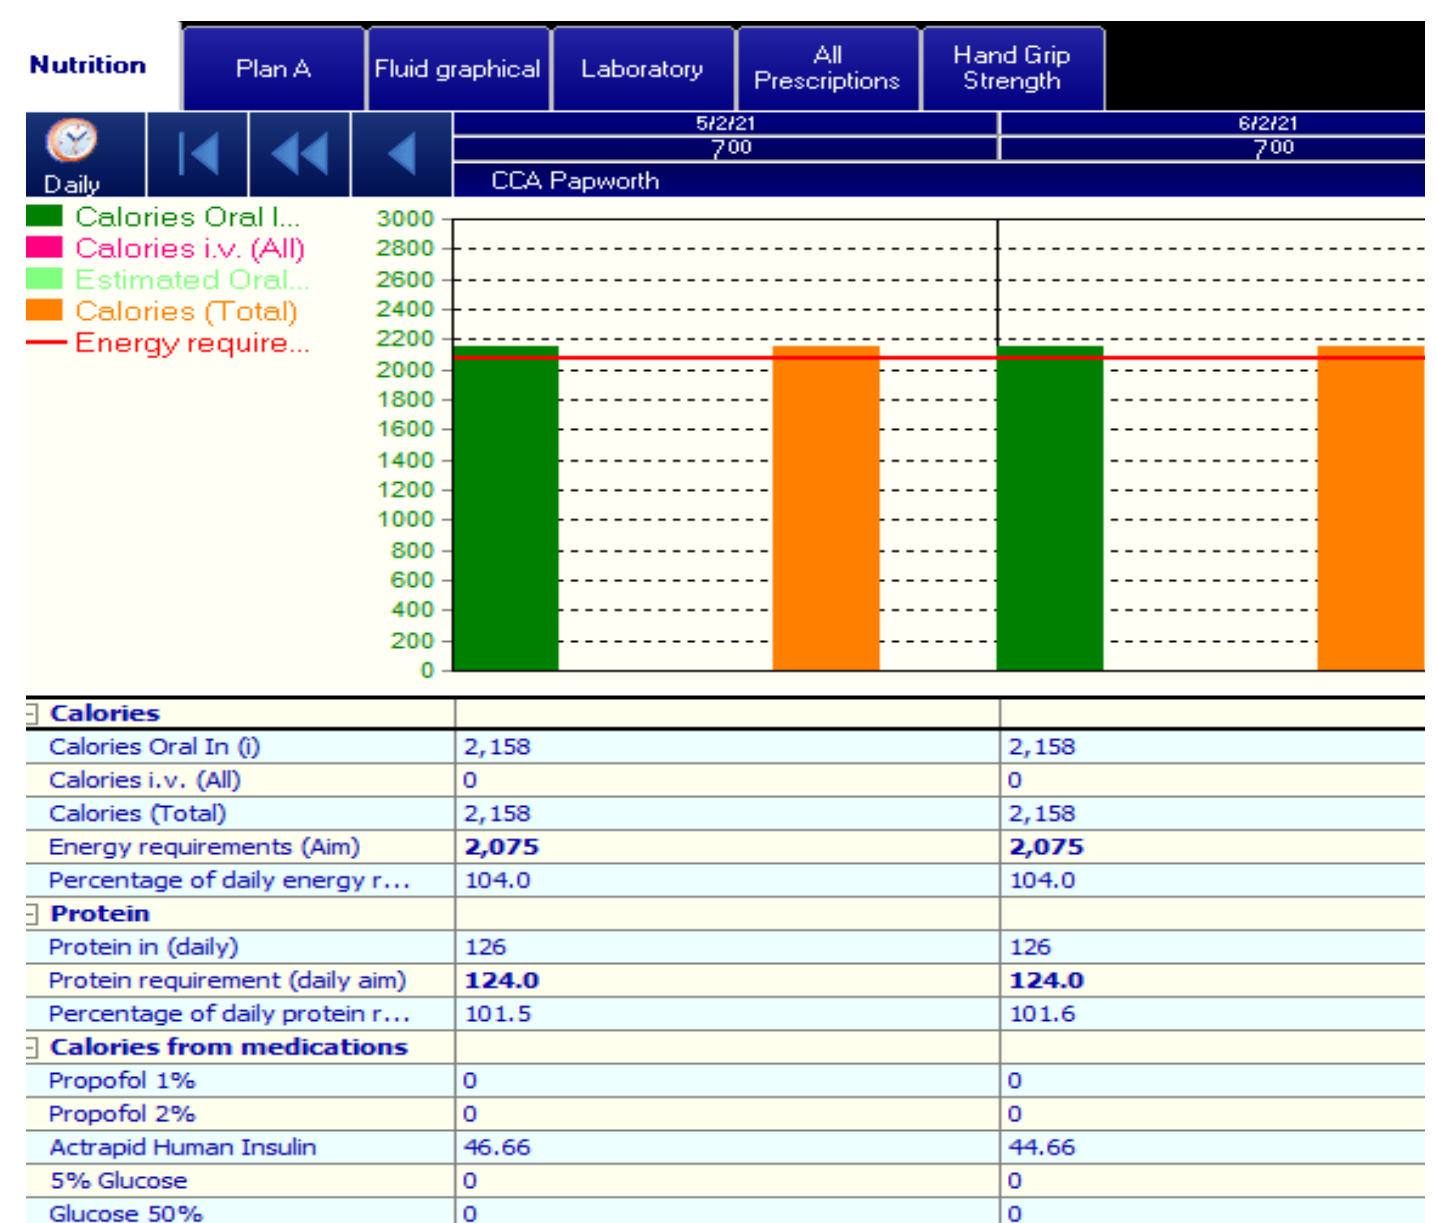 Nutrition
Plan A
Fluid graphical
Laboratory
All
Prescriptions
Hand Grip
Strength
Daily
5/2/21
6/2/21
7 00
7 00
CCA Papworth
Calories Oral I...
Calories i.v. (All)
Estimated Oral...
Calories (Total)
Energy require...
3000
2800
2600
2400
2200
2000
1800
1600
1400
1200
1000
800
600
400
200
0
Calories
Calories Oral In (i) 2,158 2,158
Calories i.v. (All) 0 0
Calories (Total) 2,158 2,158
Energy requirements (Aim) 2,075 2,075
Percentage of daily energy r... 104.0 104.0
Protein
Protein in (daily) 126 126
Protein requirement (daily aim) 124.0 124.0
Percentage of daily protein r... 101.5 101.6
Calories from medications
Propofol 1% 0 0
Propofol 2% 0 0
Actrapid Human Insulin 46.66 44.66
5% Glucose 0 0
Glucose 50% 0 0